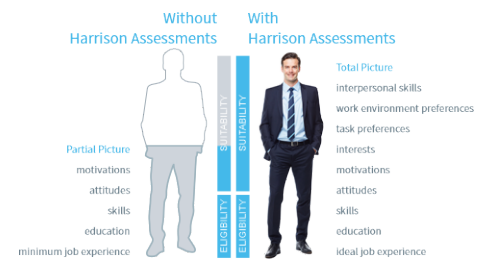 Without
Harrison Assessments
Partial Picture
motivations
attitudes
skills
education
minimum job experience
SUITABILITY
ELIGIBILITY
SUITABILITY
ELIGIBILITY
With
Harrison Assessments
Total Picture
interpersonal skills
work environment preferences
task preferences
interests
motivations
attitudes
skills
education
ideal job experience